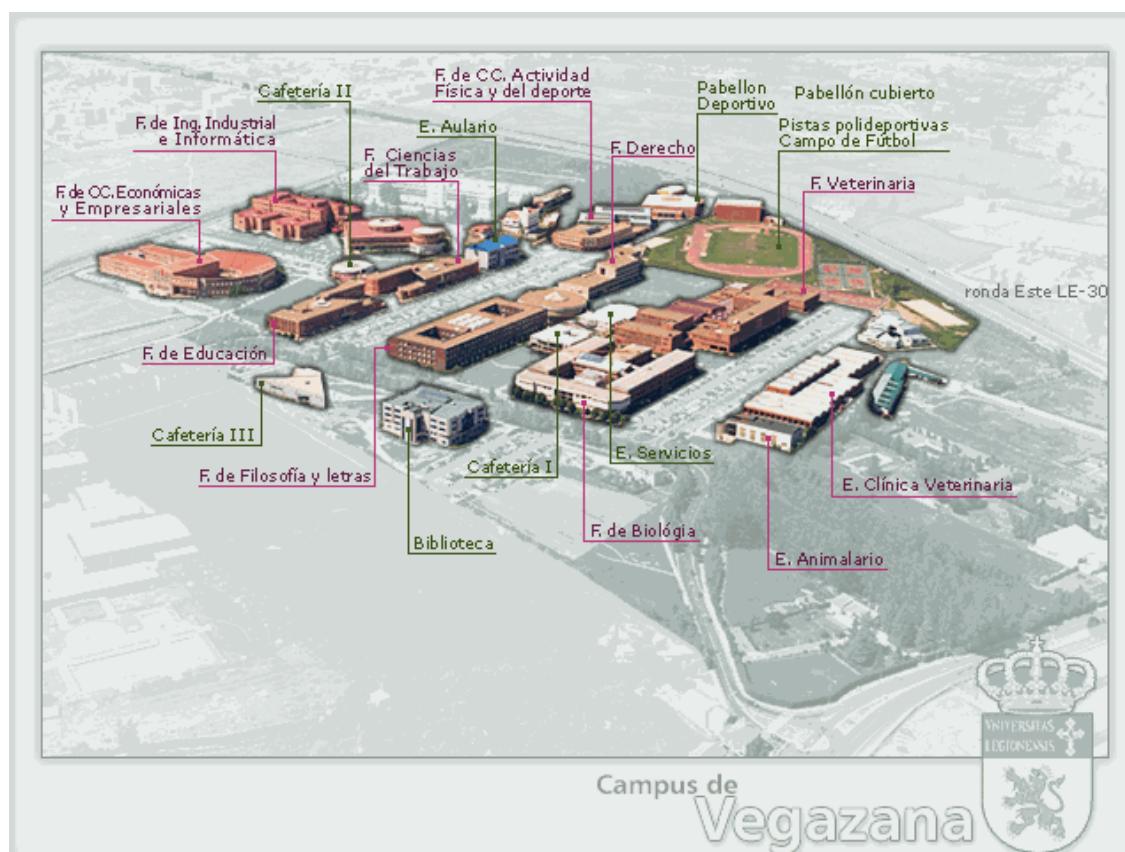 Cafetería II
F. de CC. Actividad
Física y del deporte
Pabellon
Deportivo
Pabellón cubierto
F. de Ing. Industrial
e Informática
E. Aulario
Pistas polideportivas
Campo de Fútbol
F. Ciencias
del Trabajo
F. Derecho
F. de CC. Económicas
y Empresariales
F. Veterinaria
ronda Este LE-30
F. de Educación
Cafetería III
F. de Filosofía y letras
Cafetería I
E. Servicios
E. Clínica Veterinaria
Biblioteca
F. de Biológia
E. Animalario
UNIVERSITAS
LEGIONENSIS
Campus de
Vegazana